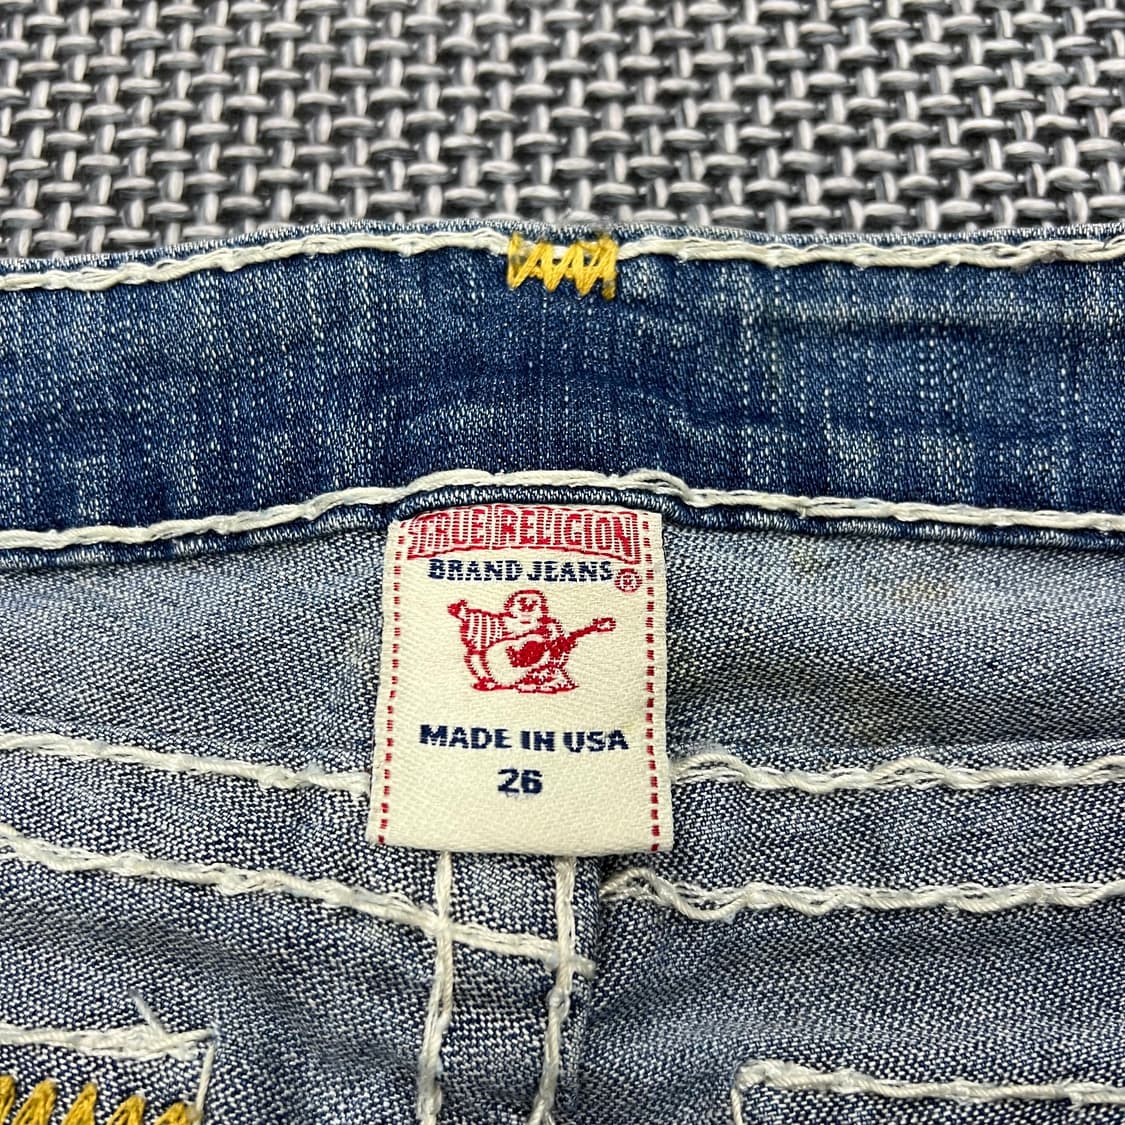 TRUE RELIGION
BRAND JEANS ®
MADE IN USA
26